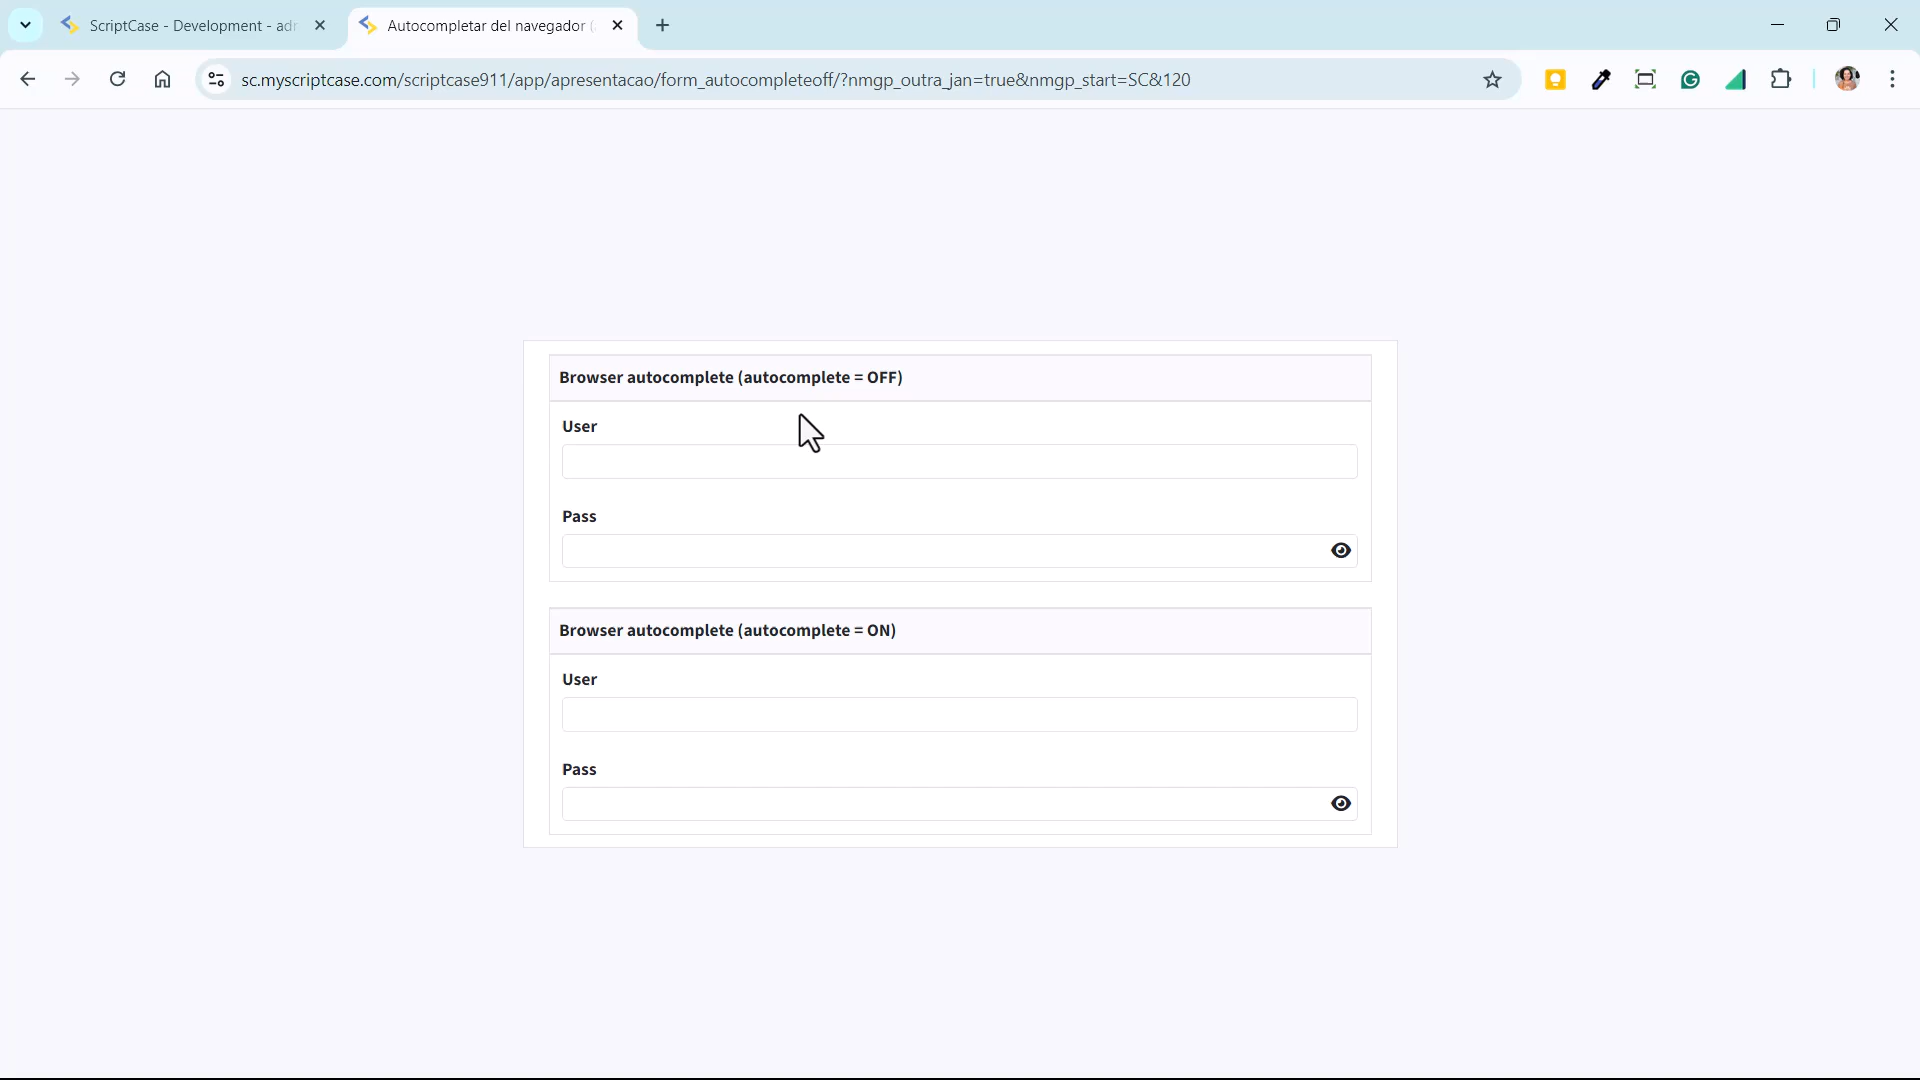 ScriptCase - Development - adr
Autocompletar del navegador (
sc.myscriptcase.com/scriptcase911/app/apresentacao/form_autocompleteoff/?nmgp_outra_jan=true&nmgp_start=SC&120
Browser autocomplete (autocomplete = OFF)
User
Pass
Browser autocomplete (autocomplete = ON)
User
Pass